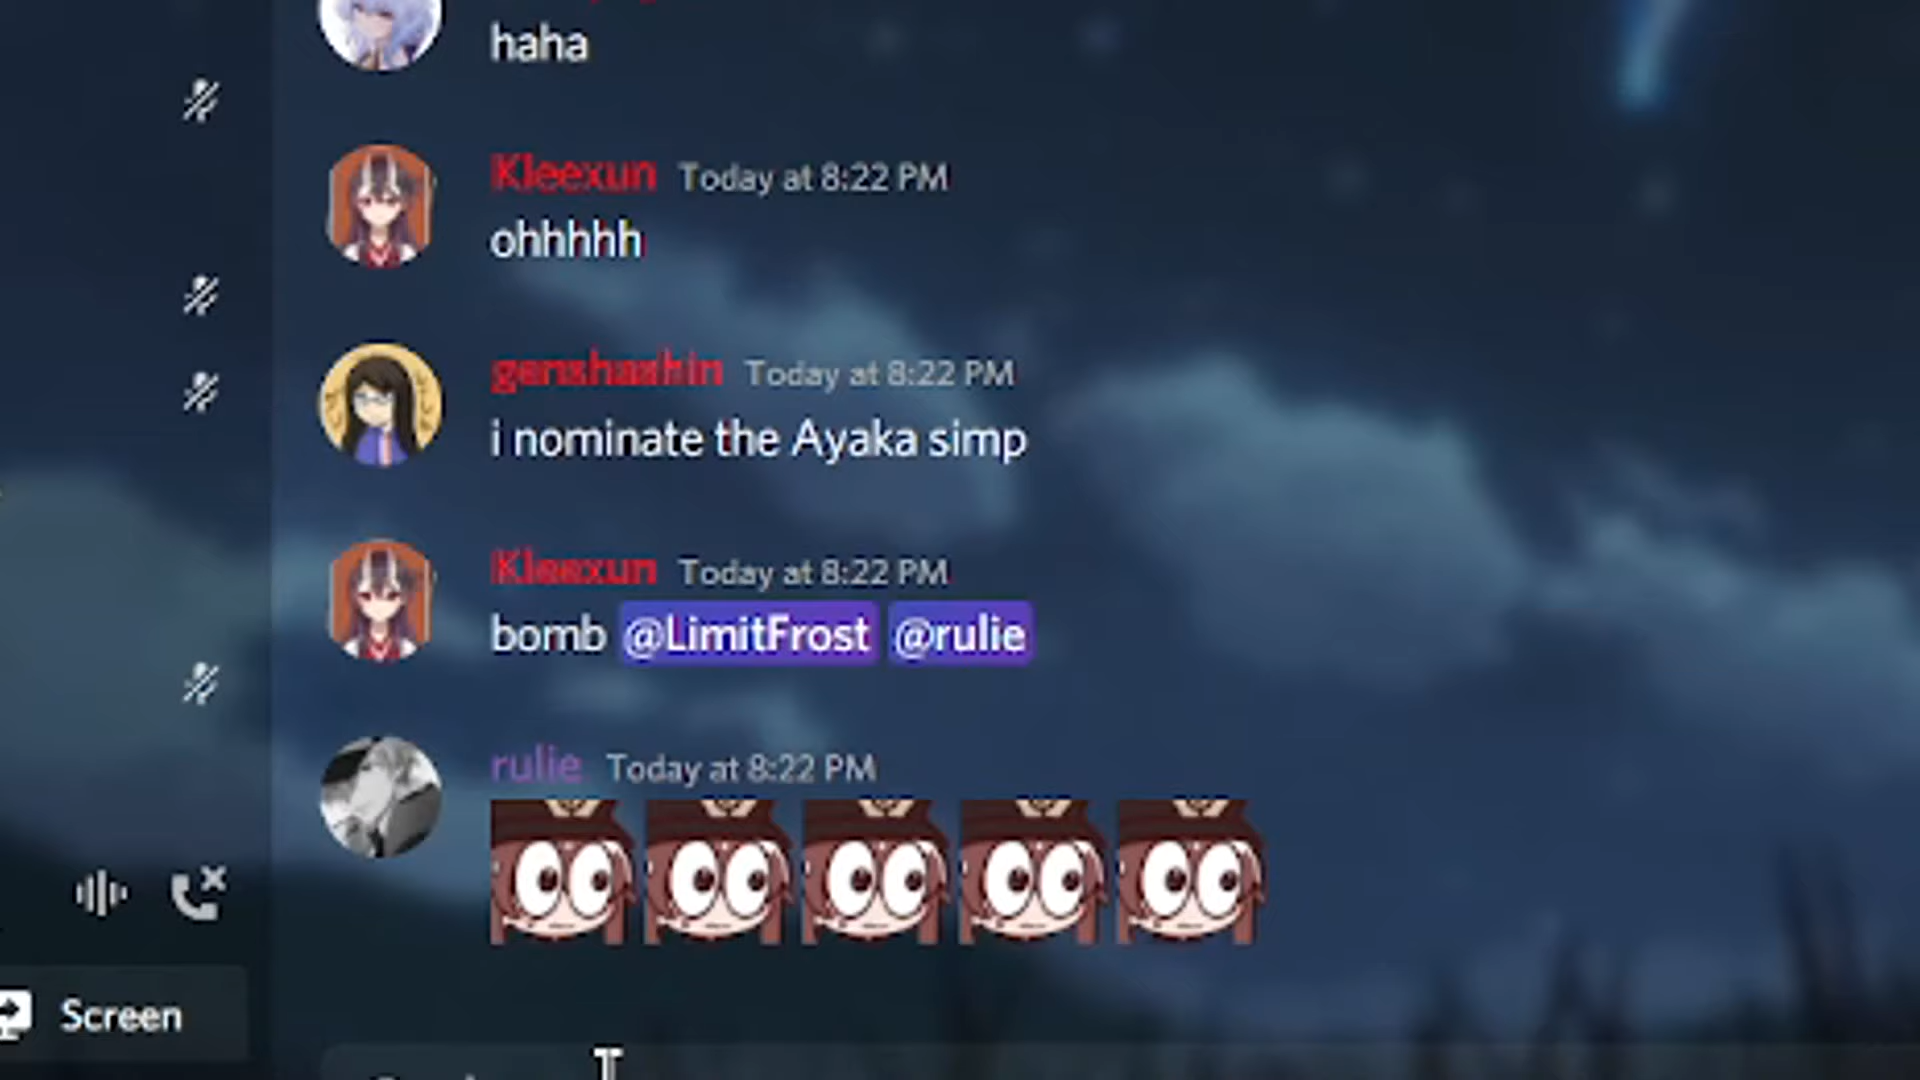 haha
Kleexun Today at 8:22 PM
ohhhhh
genshashin Today at 8:22 PM
i nominate the Ayaka simp
Kleexun Today at 8:22 PM
bomb @LimitFrost @rulie
rulie Today at 8:22 PM
Screen